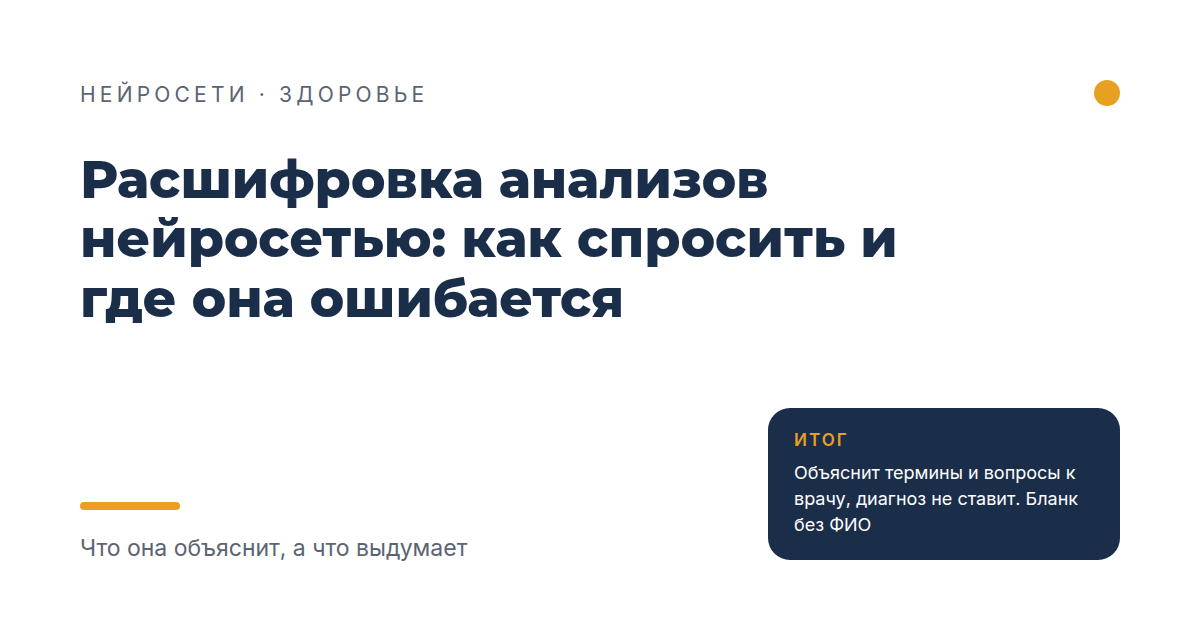 НЕЙРОСЕТИ · ЗДОРОВЬЕ
Расшифровка анализов
нейросетью: как спросить и
где она ошибается
ИТОГ
Объяснит термины и вопросы к
врачу, диагноз не ставит. Бланк
без ФИО
Что она объяснит, а что выдумает